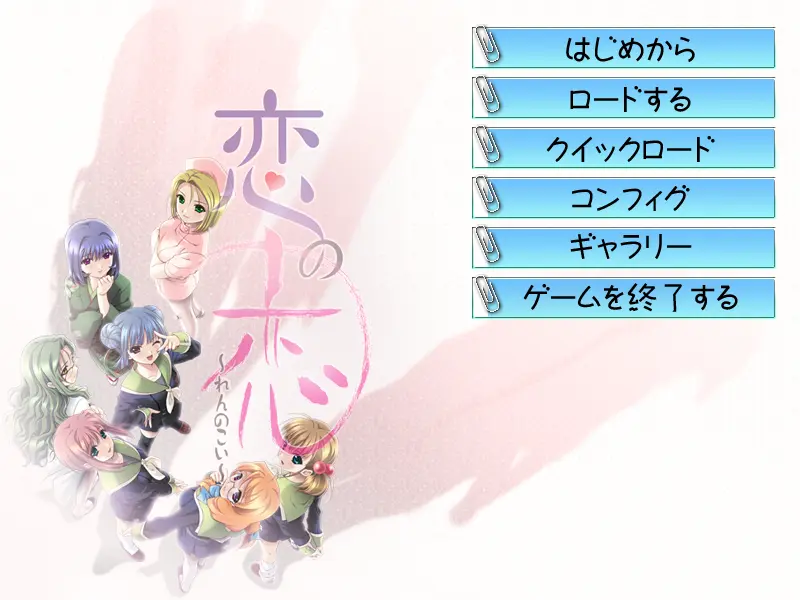 恋の恋
～れんのこい～
はじめから
ロードする
クイックロード
コンフィグ
ギャラリー
ゲームを終了する